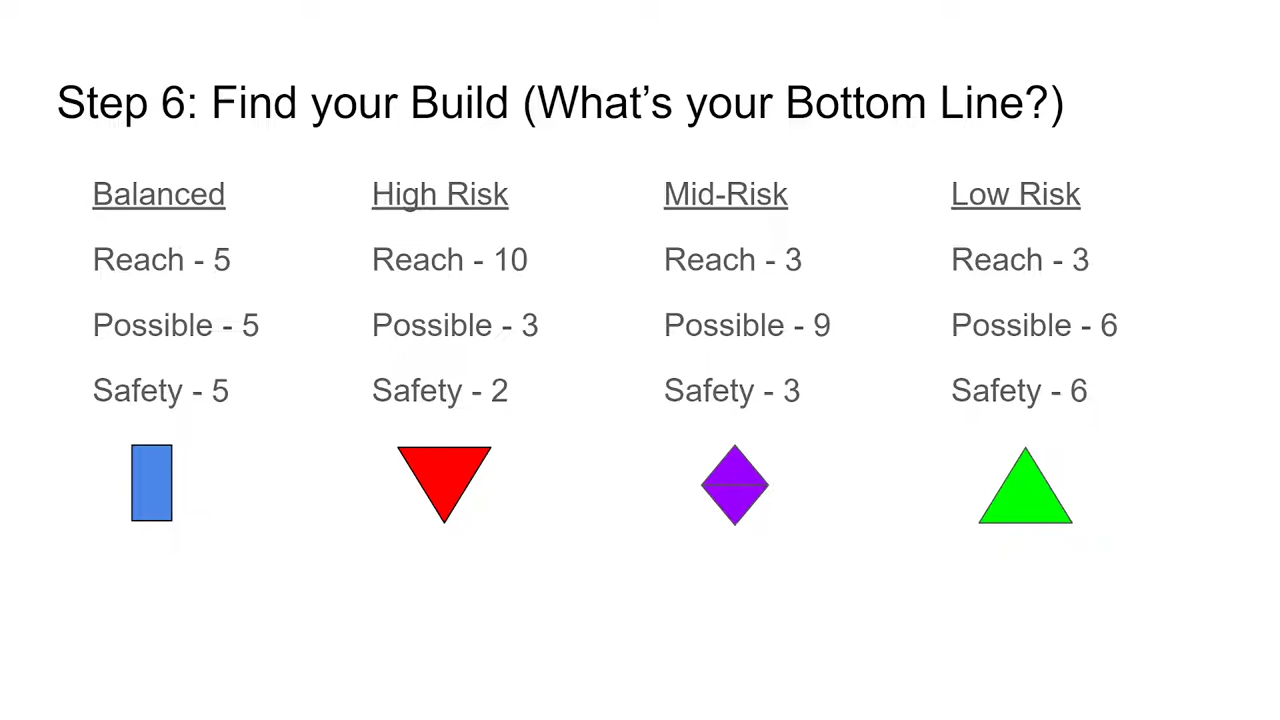 Step 6: Find your Build (What's your Bottom Line?)
Balanced
Reach - 5
Possible - 5
Safety - 5
High Risk
Reach - 10
Possible - 3
Safety - 2
Mid-Risk
Reach - 3
Possible - 9
Safety - 3
Low Risk
Reach - 3
Possible - 6
Safety - 6